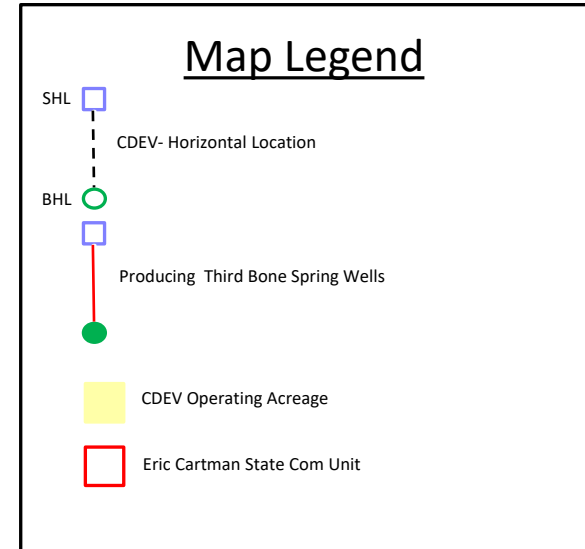 Map Legend
SHL
CDEV- Horizontal Location
BHL
Producing Third Bone Spring Wells
CDEV Operating Acreage
Eric Cartman State Com Unit